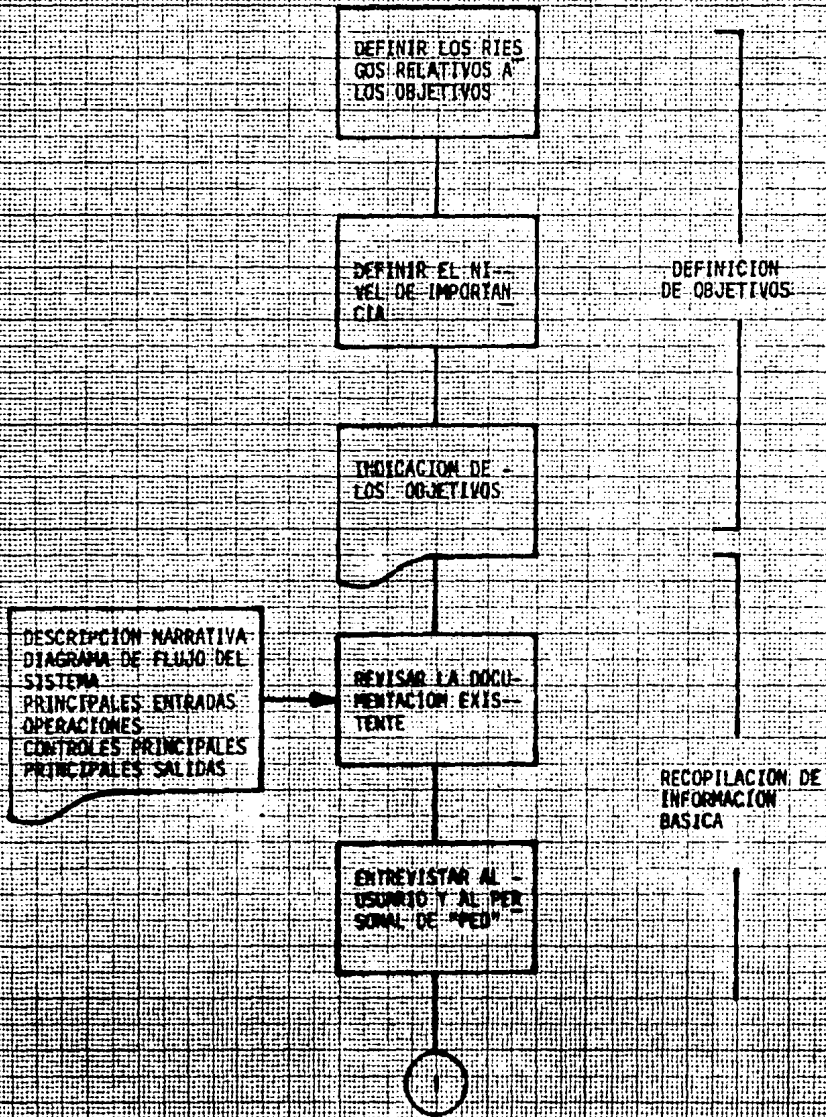 DEFINIR LOS RIES
GOS RELATIVOS A
LOS OBJETIVOS
DEFINIR EL NI--
VEL DE IMPORTAN
CIA
DEFINICION
DE OBJETIVOS
INDICACION DE -
LOS OBJETIVOS
DESCRIPCION NARRATIVA
DIAGRAMA DE FLUJO DEL
SISTEMA
PRINCIPALES ENTRADAS
OPERACIONES
CONTROLES PRINCIPALES
PRINCIPALES SALIDAS
REVISAR LA DOCU-
MENTACION EXIS--
TENTE
RECOPILACION DE
INFORMACION
BASICA
ENTREVISTAR AL -
USUARIO Y AL PER
SONAL DE "PED"
1